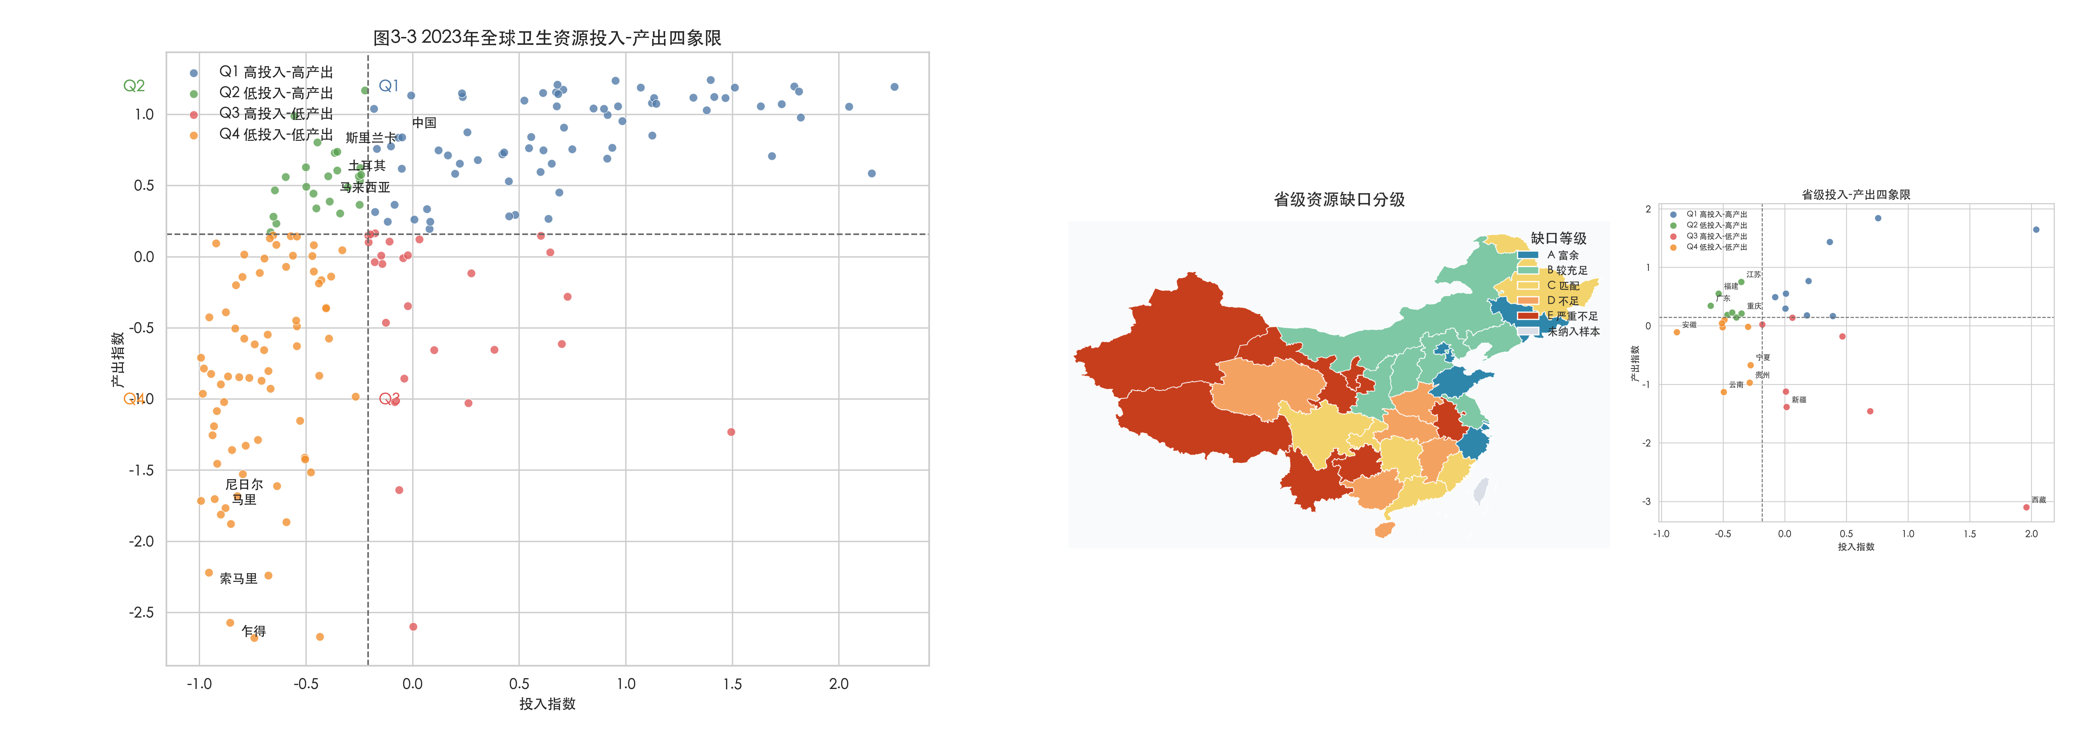 图3-3 2023年全球卫生资源投入-产出四象限
Q1 高投入-高产出
Q2 低投入-高产出
Q3 高投入-低产出
Q4 低投入-低产出
Q2
Q1
中国
斯里兰卡
土耳其
马来西亚
Q3
尼日尔
马里
索马里
乍得
产出指数
1.0
0.5
0.0
-0.5
-1.0
-1.5
-2.0
-2.5
-1.0
-0.5
0.0
0.5
1.0
1.5
2.0
投入指数
省级资源缺口分级
缺口等级
A 富余
B 较充足
C 匹配
D 不足
E 严重不足
未纳入样本
省级投入-产出四象限
Q1 高投入-高产出
Q2 低投入-高产出
Q3 高投入-低产出
Q4 低投入-低产出
江苏
福建
广东
重庆
安徽
宁夏
贵州
云南
新疆
西藏
产出指数
2
1
0
-1
-2
-3
-1.0
-0.5
0.0
0.5
1.0
1.5
2.0
投入指数